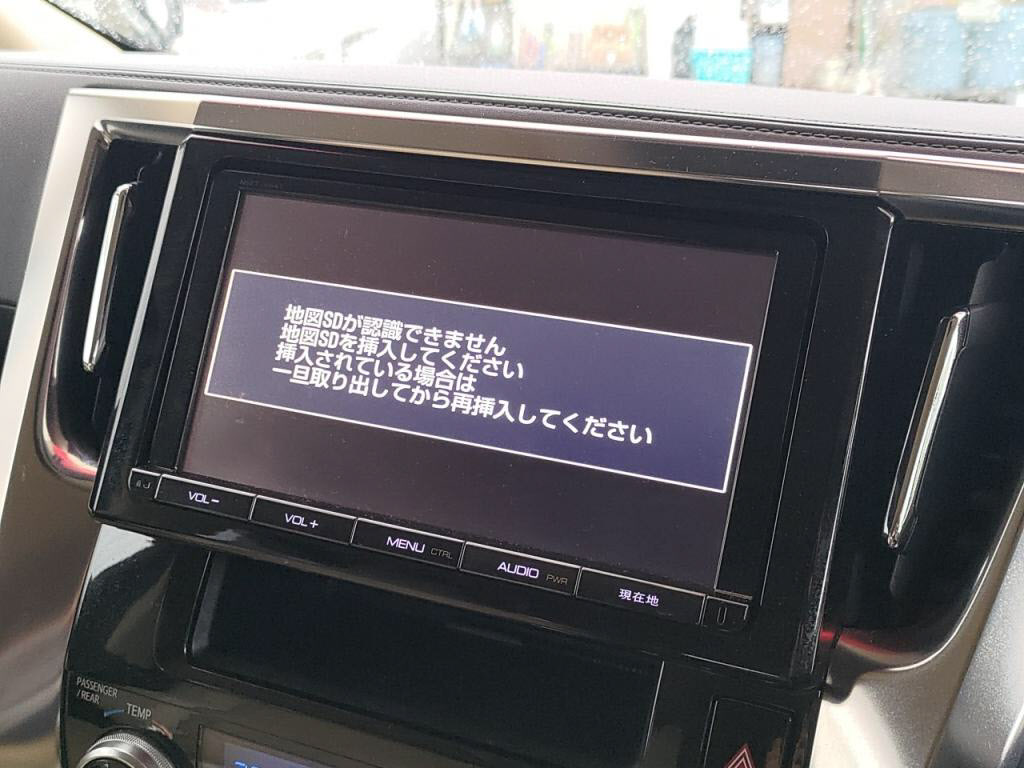 地図SDが認識できません
地図SDを挿入してください
挿入されている場合は
一旦取り出してから再挿入してください
VOL－
VOL＋
MENU CTRL
AUDIO PWR
現在地
PASSENGER
/REAR
TEMP